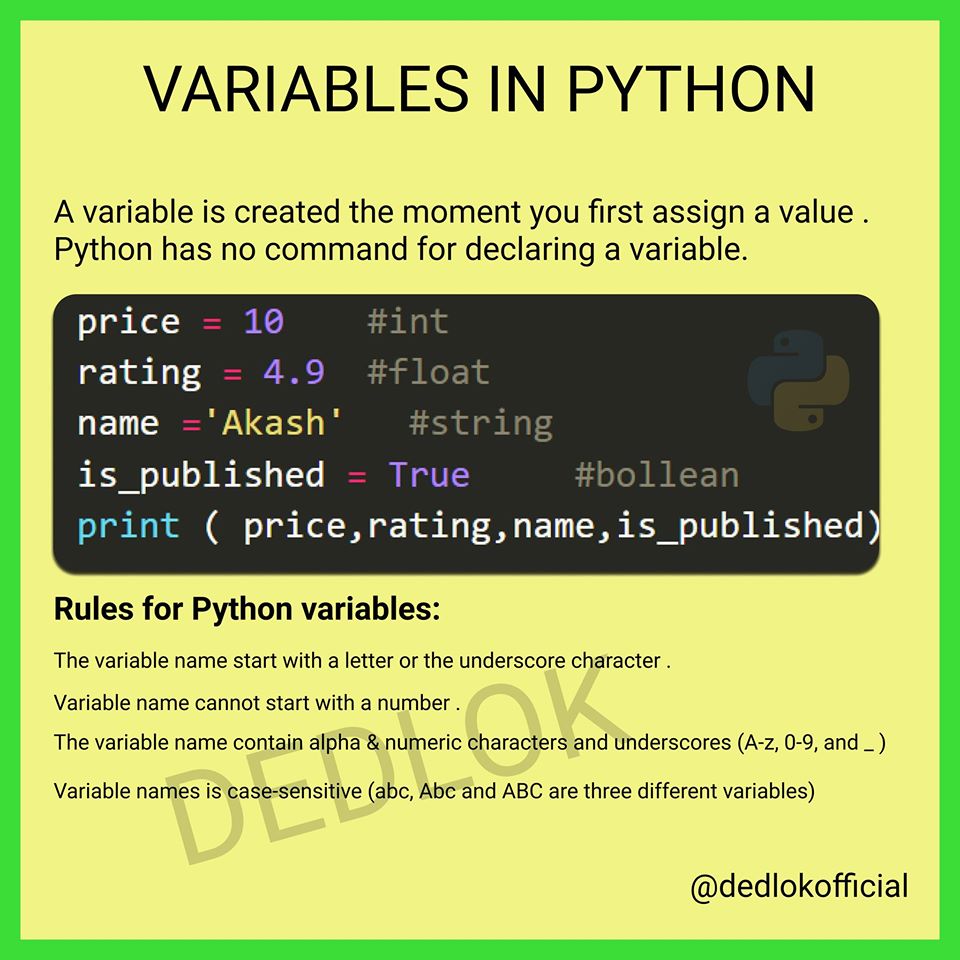 VARIABLES IN PYTHON
A variable is created the moment you first assign a value .
Python has no command for declaring a variable.
price = 10    #int
rating = 4.9  #float
name ='Akash'   #string
is_published = True     #bollean
print ( price,rating,name,is_published)
Rules for Python variables:
The variable name start with a letter or the underscore character .
Variable name cannot start with a number .
The variable name contain alpha & numeric characters and underscores (A-z, 0-9, and _ )
Variable names is case-sensitive (abc, Abc and ABC are three different variables)
DEDLOK
@dedlokofficial